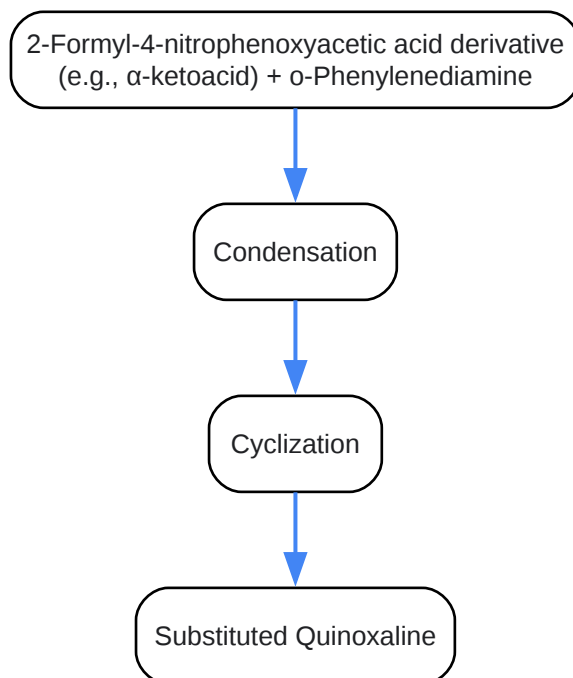 2-Formyl-4-nitrophenoxyacetic acid derivative
(e.g., α-ketoacid) + o-Phenylenediamine
Condensation
Cyclization
Substituted Quinoxaline